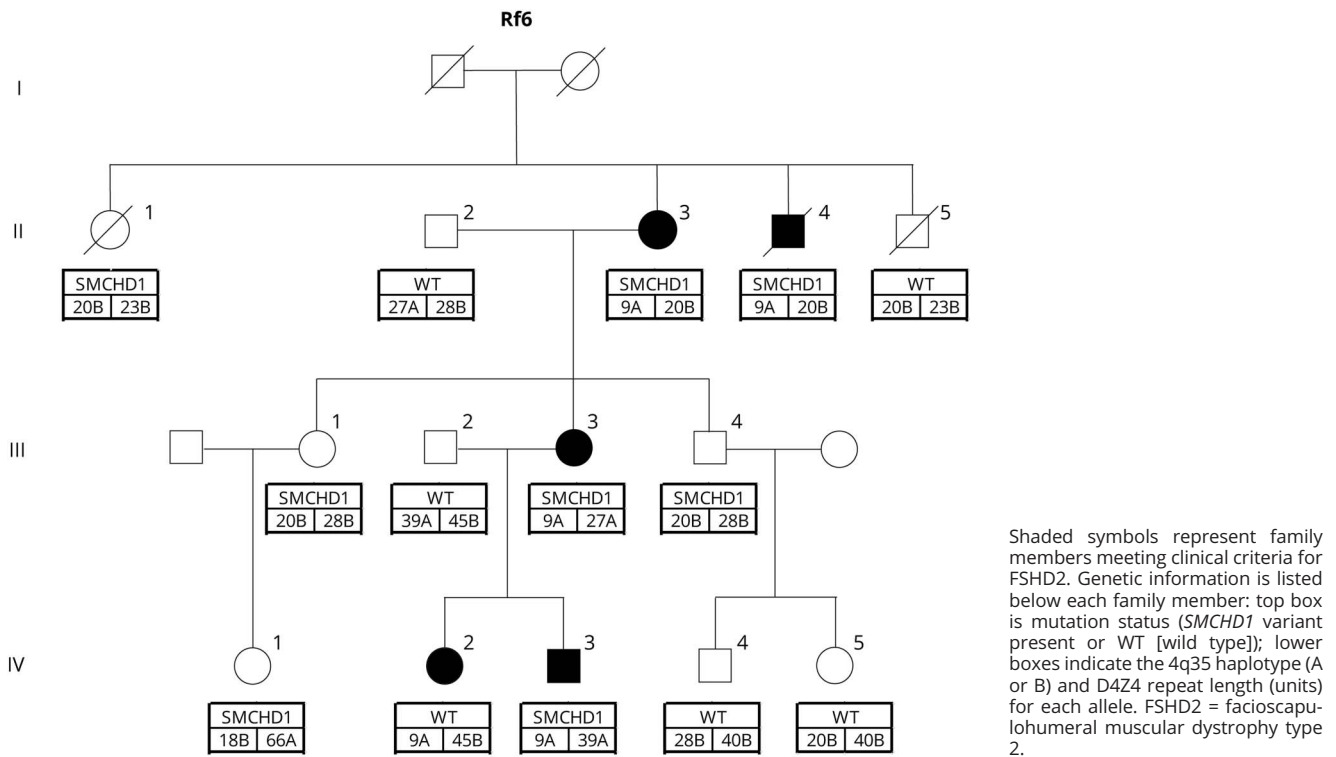 Rf6
I
II
1
2
3
4
5
SMCHD1
20B 23B
WT
27A 28B
SMCHD1
9A 20B
SMCHD1
9A 20B
WT
20B 23B
III
1
2
3
4
SMCHD1
20B 28B
WT
39A 45B
SMCHD1
9A 27A
SMCHD1
20B 28B
IV
1
2
3
4
5
SMCHD1
18B 66A
WT
9A 45B
SMCHD1
9A 39A
WT
28B 40B
WT
20B 40B
Shaded symbols represent family
members meeting clinical criteria for
FSHD2. Genetic information is listed
below each family member: top box
is mutation status (SMCHD1 variant
present or WT [wild type]); lower
boxes indicate the 4q35 haplotype (A
or B) and D4Z4 repeat length (units)
for each allele. FSHD2 = facioscapu-
lohumeral muscular dystrophy type
2.